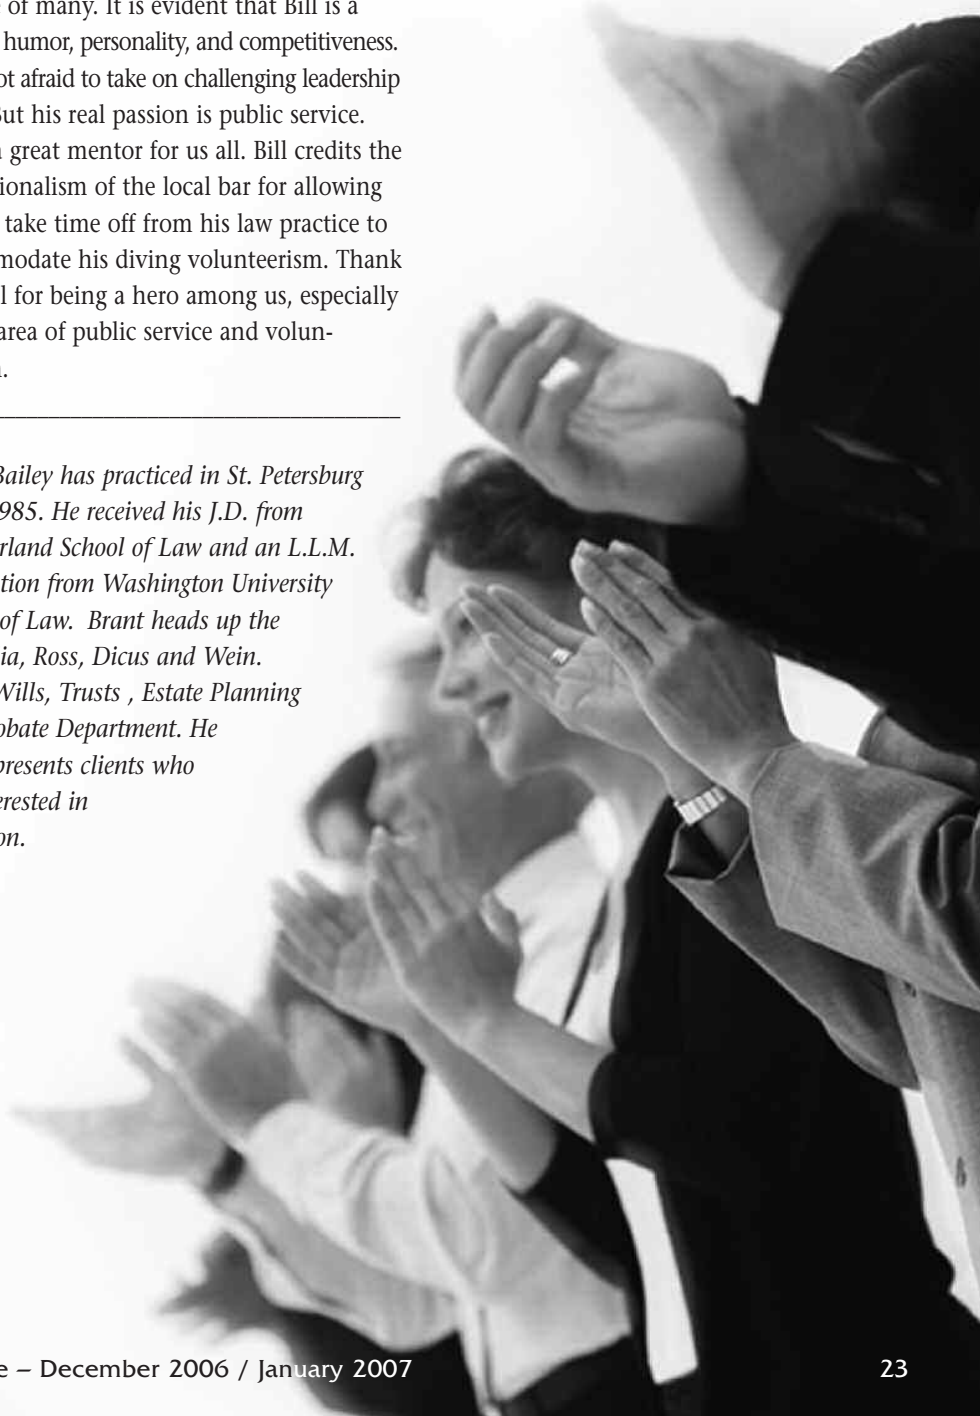 of many. It is evident that Bill is a
humor, personality, and competitiveness.
ot afraid to take on challenging leadership
But his real passion is public service.
great mentor for us all. Bill credits the
ionalism of the local bar for allowing
take time off from his law practice to
modate his diving volunteerism. Thank
l for being a hero among us, especially
area of public service and volun-
.
Bailey has practiced in St. Petersburg
985. He received his J.D. from
rland School of Law and an L.L.M.
tion from Washington University
of Law. Brant heads up the
ia, Ross, Dicus and Wein.
Wills, Trusts , Estate Planning
obate Department. He
presents clients who
erested in
on.
e – December 2006 / January 2007
23